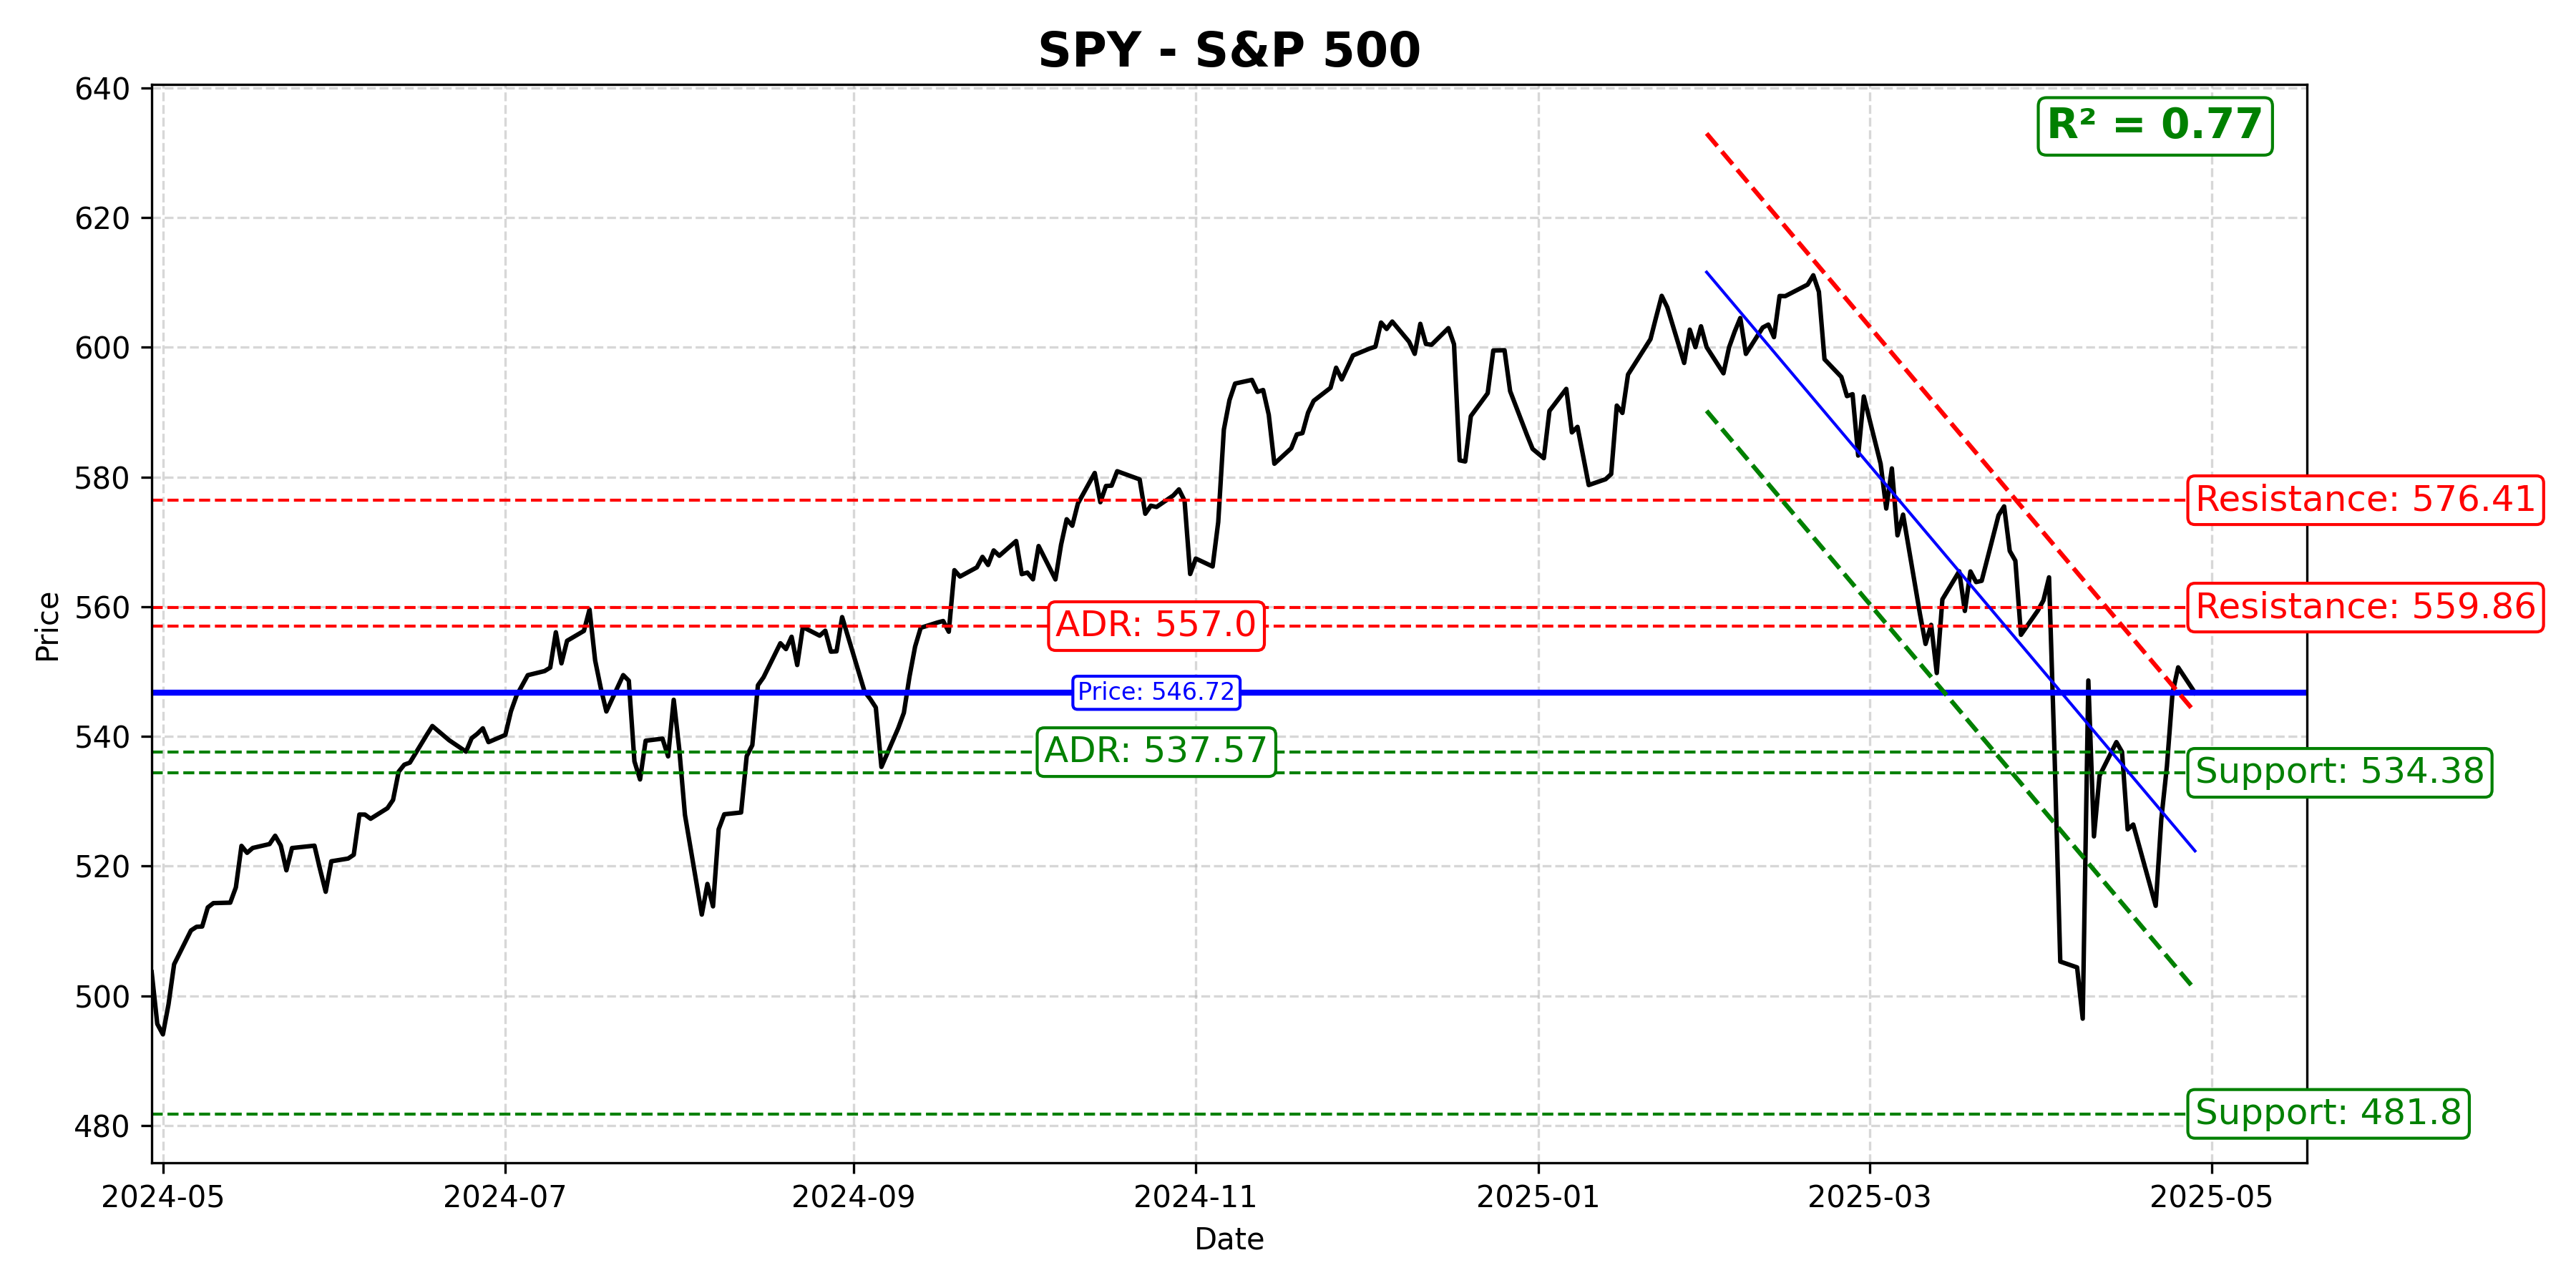 SPY - S&P 500
R² = 0.77
640
620
600
580
560
540
520
500
480
Price
Resistance: 576.41
Resistance: 559.86
ADR: 557.0
Price: 546.72
ADR: 537.57
Support: 534.38
Support: 481.8
2024-05
2024-07
2024-09
2024-11
2025-01
2025-03
2025-05
Date